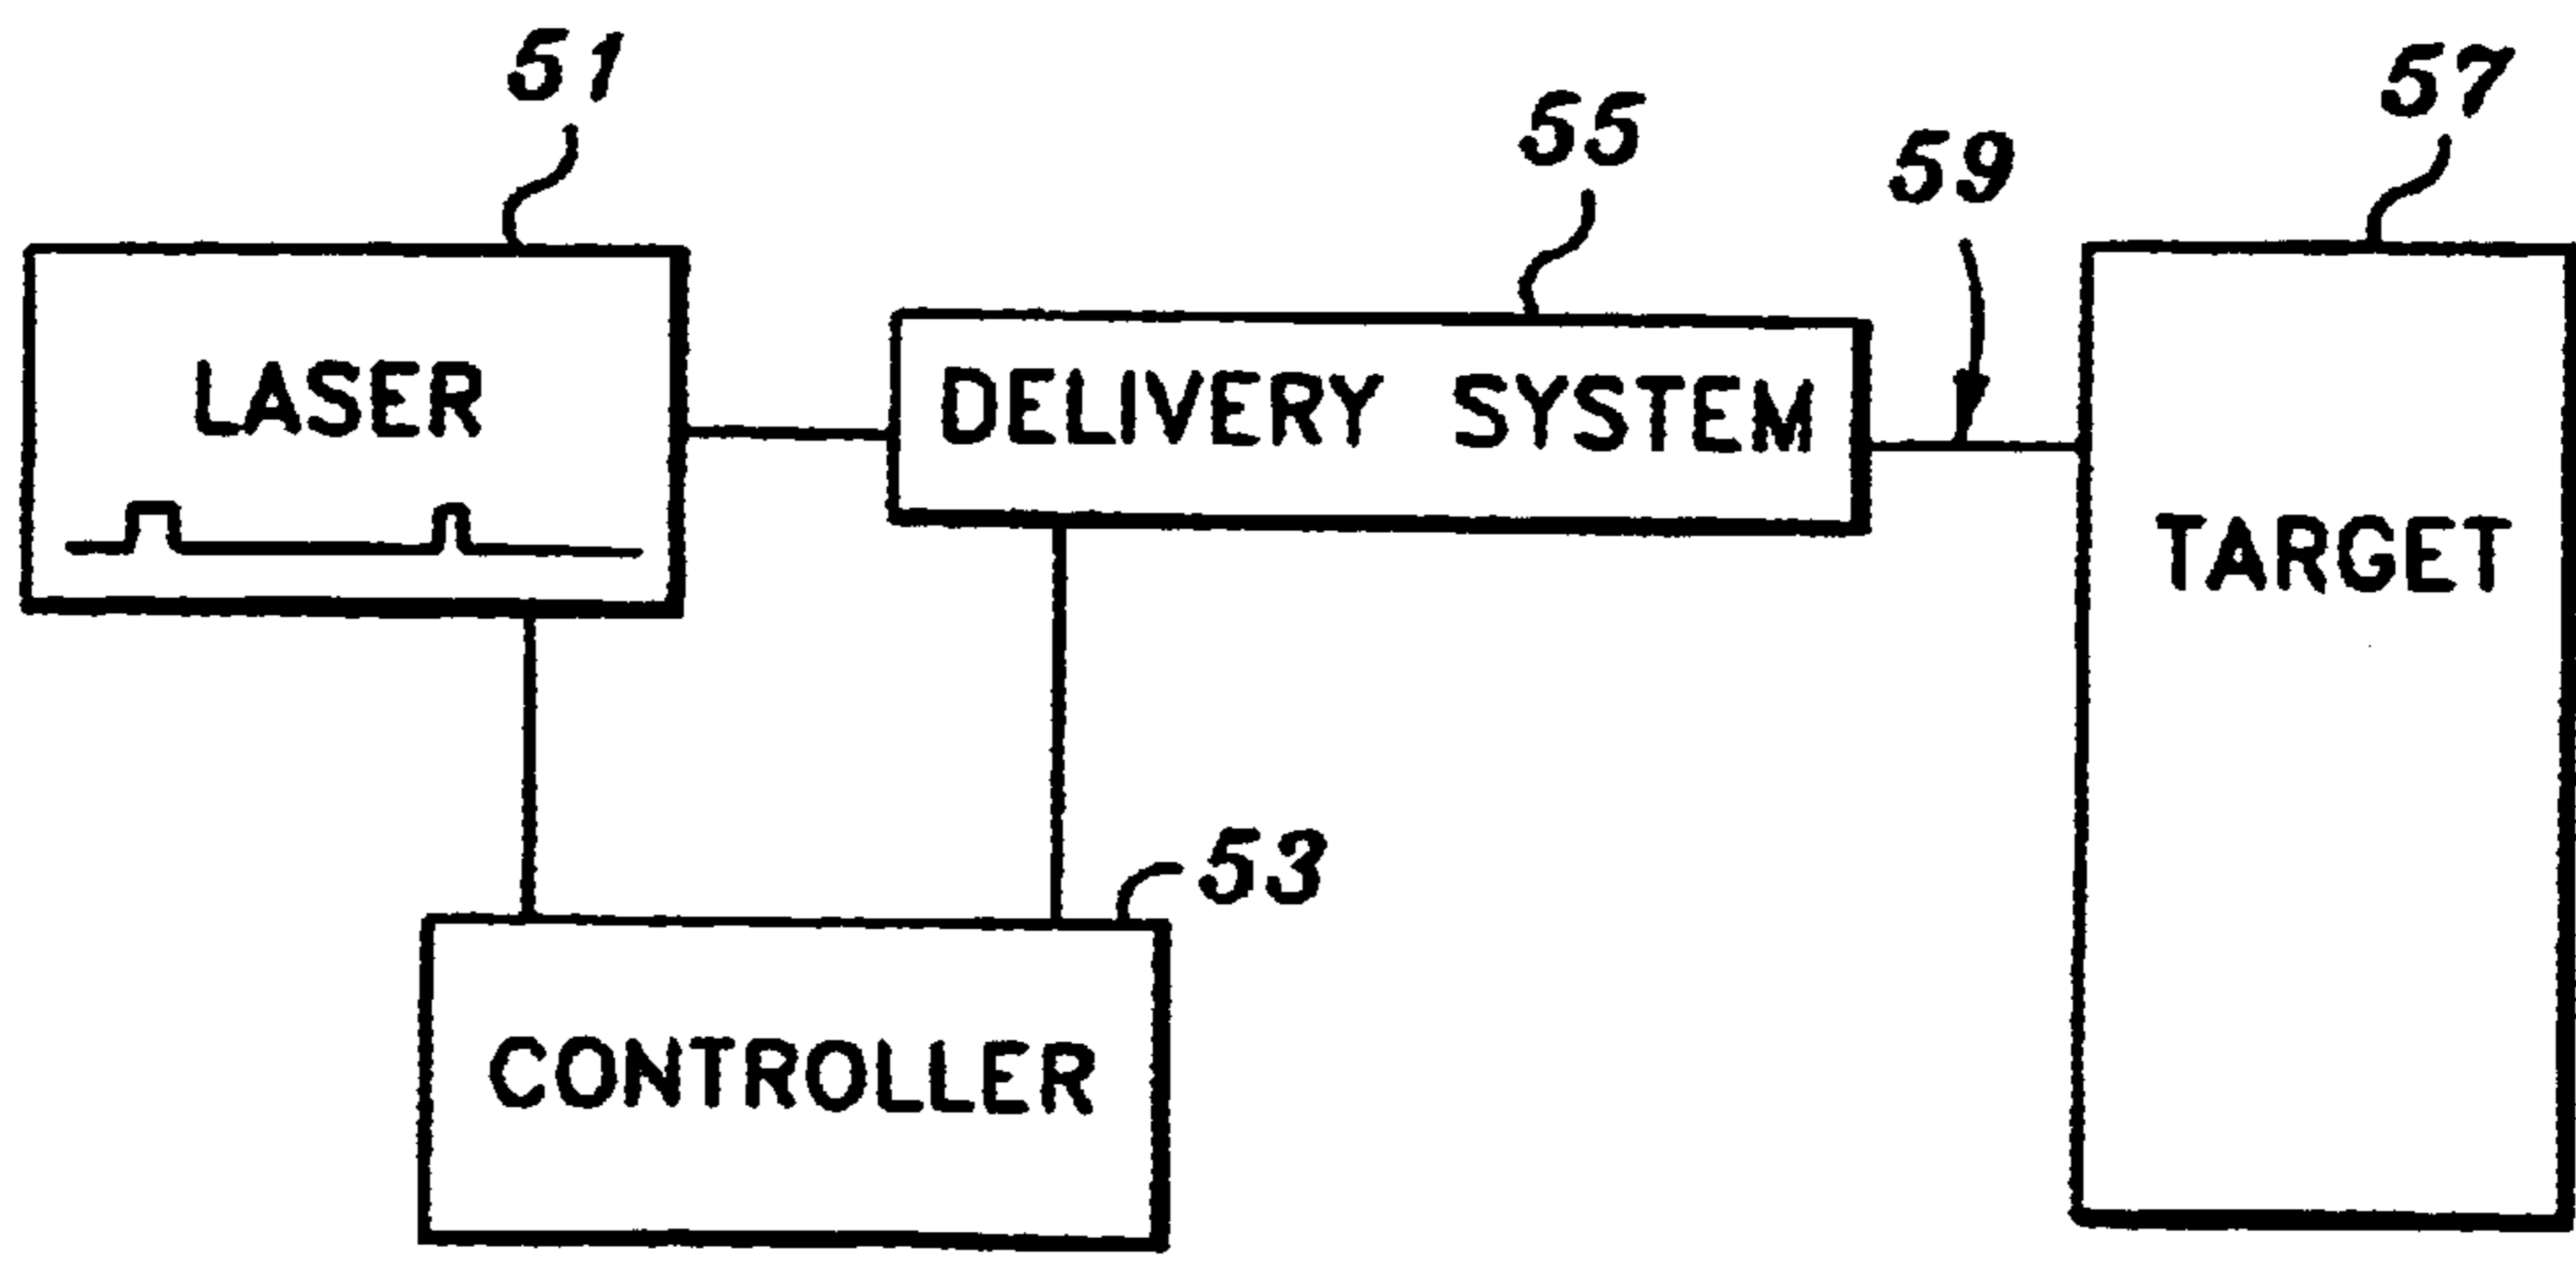 51
55
59
57
LASER
DELIVERY SYSTEM
TARGET
53
CONTROLLER